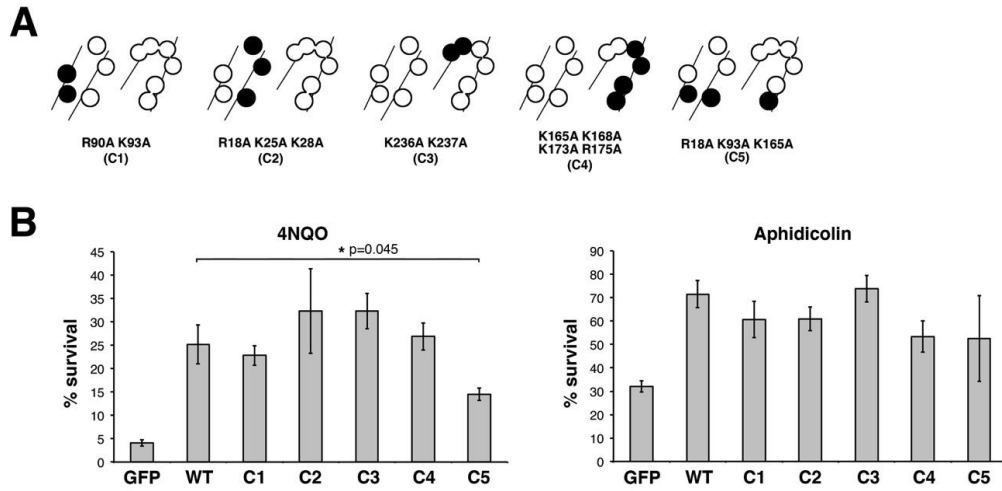 A
R90A K93A
(C1)
R18A K25A K28A
(C2)
K236A K237A
(C3)
K165A K168A
K173A R175A
(C4)
R18A K93A K165A
(C5)
B
4NQO
* p=0.045
% survival
45
40
35
30
25
20
15
10
5
0
GFP WT C1 C2 C3 C4 C5
Aphidicolin
% survival
90
80
70
60
50
40
30
20
10
0
GFP WT C1 C2 C3 C4 C5